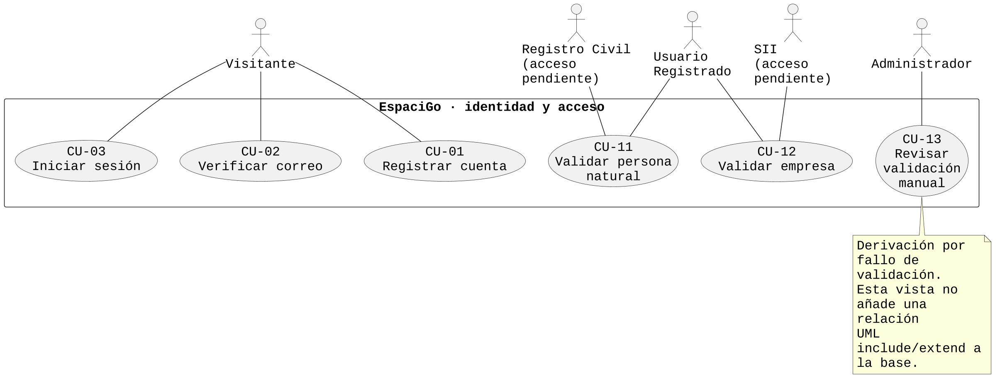 Visitante
Registro Civil
(acceso
pendiente)
Usuario
Registrado
SII
(acceso
pendiente)
Administrador
EspaciGo · identidad y acceso
CU-03
Iniciar sesión
CU-02
Verificar correo
CU-01
Registrar cuenta
CU-11
Validar persona
natural
CU-12
Validar empresa
CU-13
Revisar
validación
manual
Derivación por
fallo de
validación.
Esta vista no
añade una
relación
UML
include/extend a
la base.